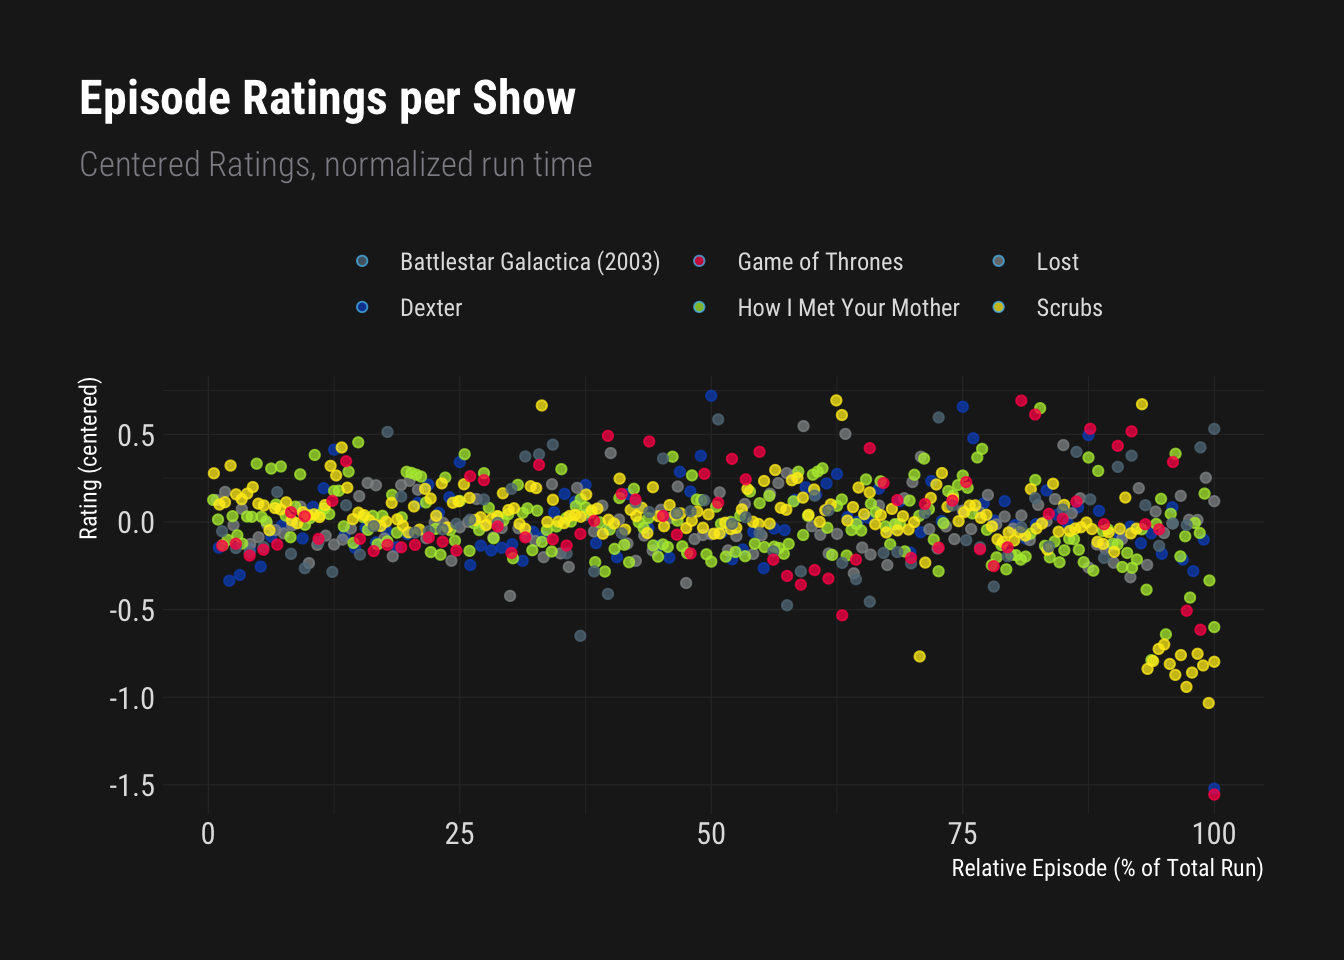 Episode Ratings per Show
Centered Ratings, normalized run time
Battlestar Galactica (2003) Game of Thrones Lost
Dexter How I Met Your Mother Scrubs
Rating (centered)
0.5
0.0
-0.5
-1.0
-1.5
0 25 50 75 100
Relative Episode (% of Total Run)